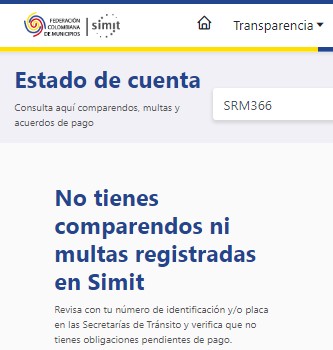 FEDERACIÓN
COLOMBIANA
DE MUNICIPIOS
simit
Transparencia
Estado de cuenta
Consulta aquí comparendos, multas y
acuerdos de pago
SRM366
No tienes
comparendos ni
multas registradas
en Simit
Revisa con tu número de identificación y/o placa
en las Secretarías de Tránsito y verifica que no
tienes obligaciones pendientes de pago.